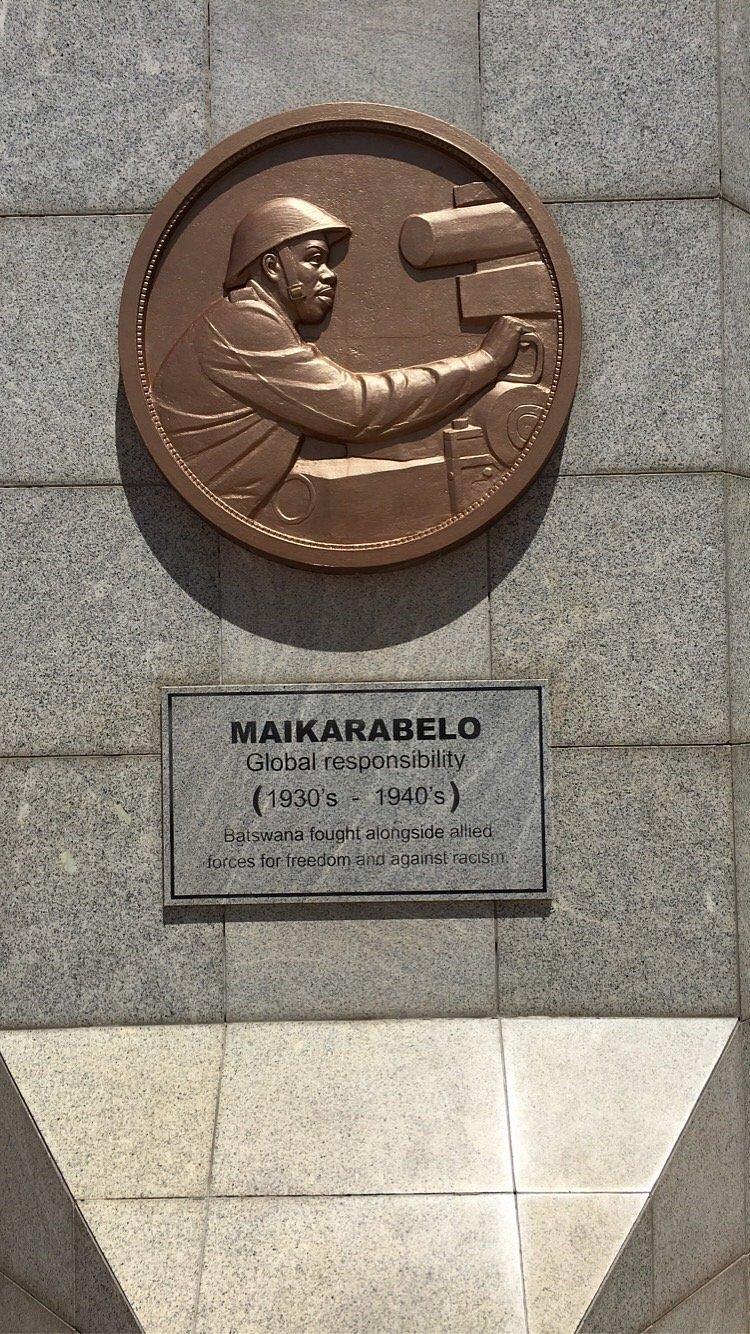 MAIKARABELO
Global responsibility
(1930's - 1940's)
Batswana fought alongside allied
forces for freedom and against racism.